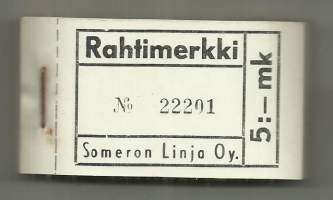 Rahtimerkki
№ 22201
Someron Linja Oy.
5:- mk